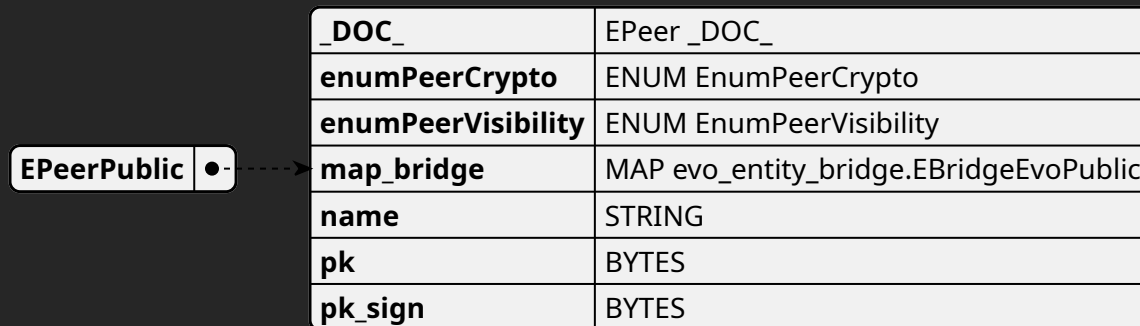 _DOC_ EPeer _DOC_
enumPeerCrypto ENUM EnumPeerCrypto
enumPeerVisibility ENUM EnumPeerVisibility
EPeerPublic map_bridge MAP evo_entity_bridge.EBridgeEvoPublic
name STRING
pk BYTES
pk_sign BYTES